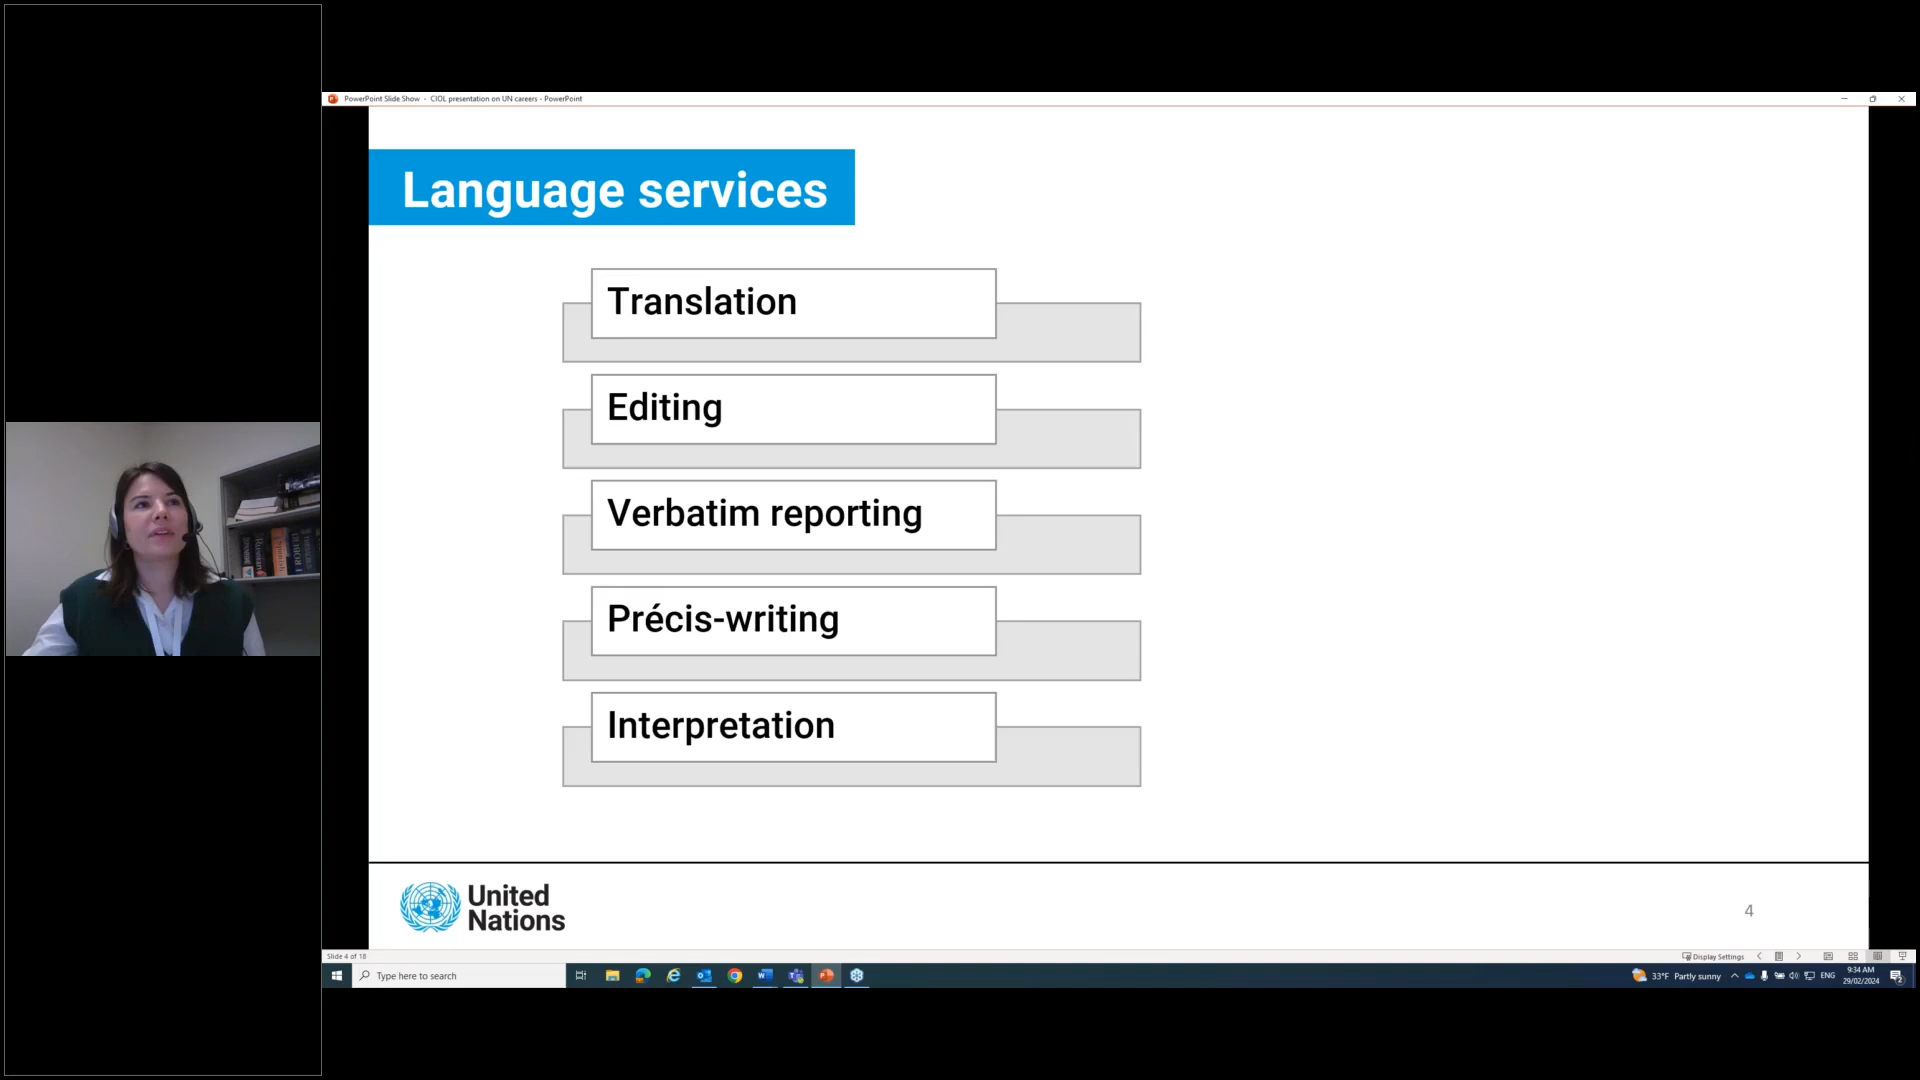 PowerPoint Slide Show - CIOL presentation on UN careers - PowerPoint
Language services
Translation
Editing
Verbatim reporting
Précis-writing
Interpretation
United
Nations
4
Slide 4 of 18
Display Settings
Type here to search
33°F Partly sunny
ENG
9:34 AM
29/02/2024